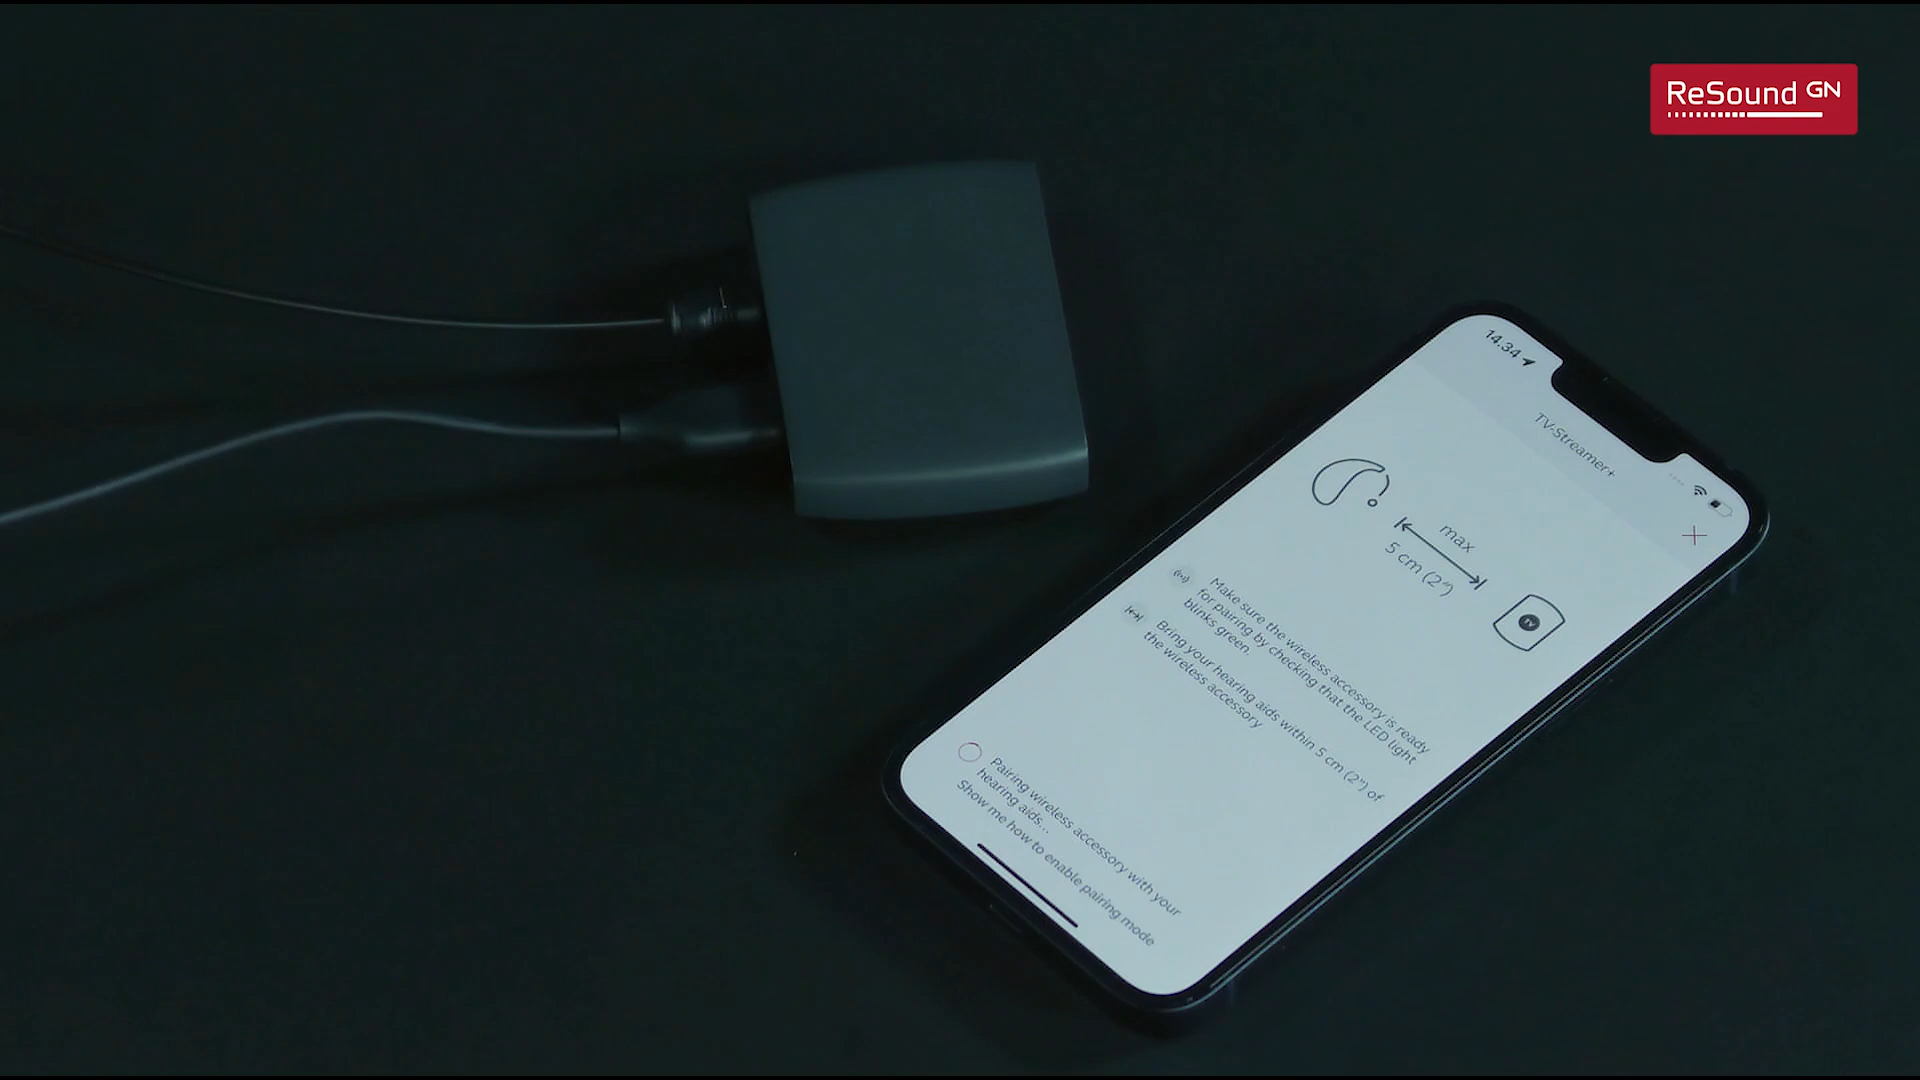 ReSound GN
14.34
TV-Streamer+
max
5 cm (2")
TV
Make sure the wireless accessory is ready
for pairing by checking that the LED light
blinks green.
Bring your hearing aids within 5 cm (2") of
the wireless accessory
Pairing wireless accessory with your
hearing aids...
Show me how to enable pairing mode